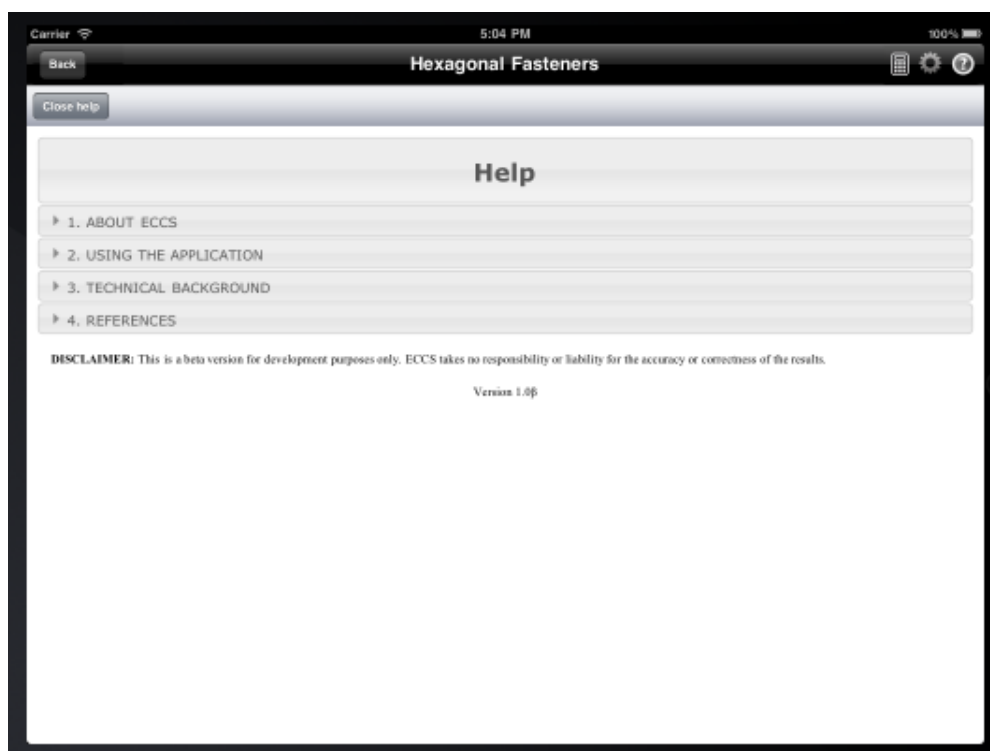 Carrier 5:04 PM 100%
Back Hexagonal Fasteners
Close help
Help
1. ABOUT ECCS
2. USING THE APPLICATION
3. TECHNICAL BACKGROUND
4. REFERENCES
DISCLAIMER: This is a beta version for development purposes only. ECCS takes no responsibility or liability for the accuracy or correctness of the results.
Version 1.0β